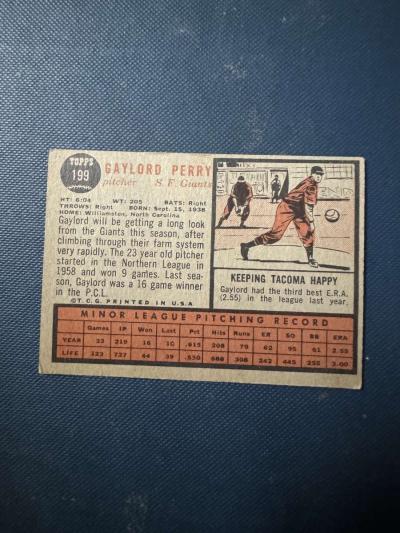 TOPPS
199
GAYLORD PERRY
pitcher S. F. Giants
HT: 6:04 WT: 205 BATS: Right
THROWS: Right BORN: Sept. 15, 1938
HOME: Williamston, North Carolina
Gaylord will be getting a long look
from the Giants this season, after
climbing through their farm system
very rapidly. The 23 year old pitcher
started in the Northern League in
1958 and won 9 games. Last sea-
son, Gaylord was a 16 game winner
in the P.C.L.
©T.C.G. PRINTED IN U.S.A
KEEPING TACOMA HAPPY
Gaylord had the third best E.R.A.
(2.55) in the league last year.
MINOR LEAGUE PITCHING RECORD
Games IP Won Lost Pct Hits Runs ER SO BB ERA
YEAR 33 219 16 10 .615 208 79 62 95 61 2.55
LIFE 123 727 44 39 .530 688 308 242 445 255 3.00